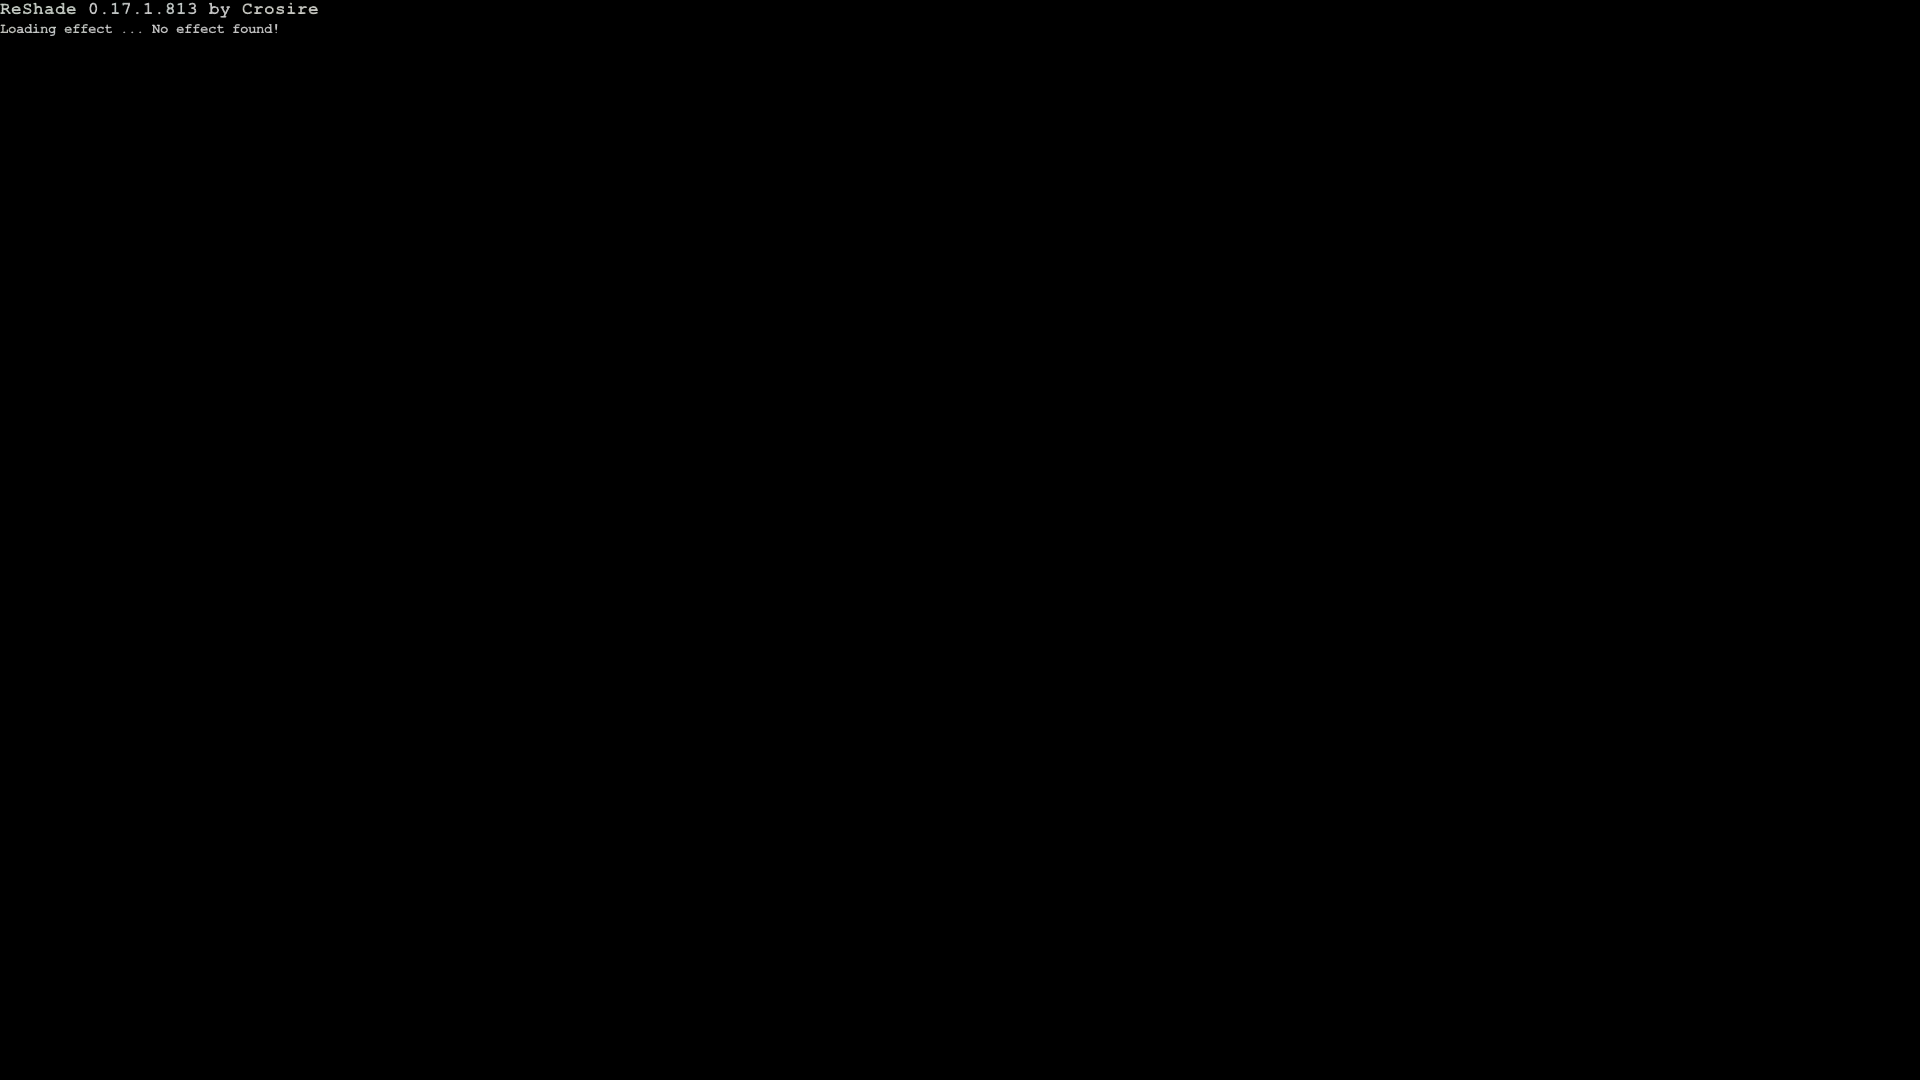 ReShade 0.17.1.813 by Crosire
Loading effect ... No effect found!